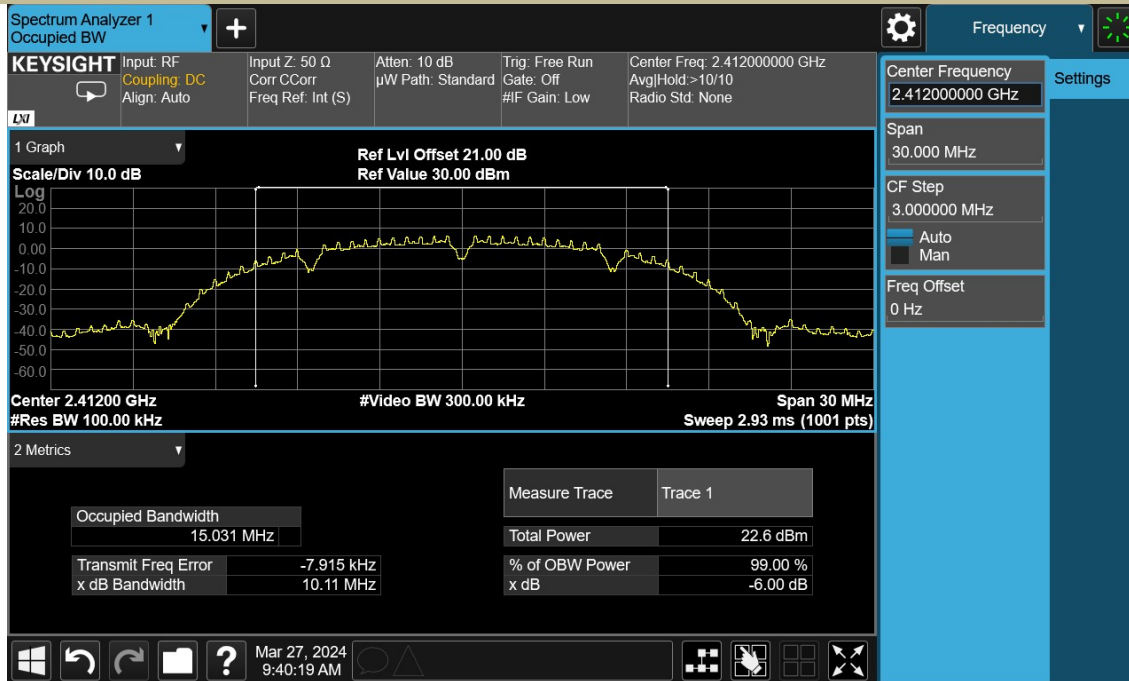 Spectrum Analyzer 1
Occupied BW
Frequency
KEYSIGHT
LXI
Input: RF
Coupling: DC
Align: Auto
Input Z: 50 Ω
Corr CCorr
Freq Ref: Int (S)
Atten: 10 dB
µW Path: Standard
Trig: Free Run
Gate: Off
#IF Gain: Low
Center Freq: 2.412000000 GHz
Avg|Hold:>10/10
Radio Std: None
Center Frequency
2.412000000 GHz
Settings
Span
30.000 MHz
CF Step
3.000000 MHz
Auto
Man
Freq Offset
0 Hz
1 Graph
Scale/Div 10.0 dB
Ref Lvl Offset 21.00 dB
Ref Value 30.00 dBm
Log
20.0
10.0
0.00
-10.0
-20.0
-30.0
-40.0
-50.0
-60.0
Center 2.41200 GHz
#Video BW 300.00 kHz
Span 30 MHz
#Res BW 100.00 kHz
Sweep 2.93 ms (1001 pts)
2 Metrics
Measure Trace
Trace 1
Occupied Bandwidth
15.031 MHz
Total Power
22.6 dBm
Transmit Freq Error
-7.915 kHz
% of OBW Power
99.00 %
x dB Bandwidth
10.11 MHz
x dB
-6.00 dB
?
Mar 27, 2024
9:40:19 AM